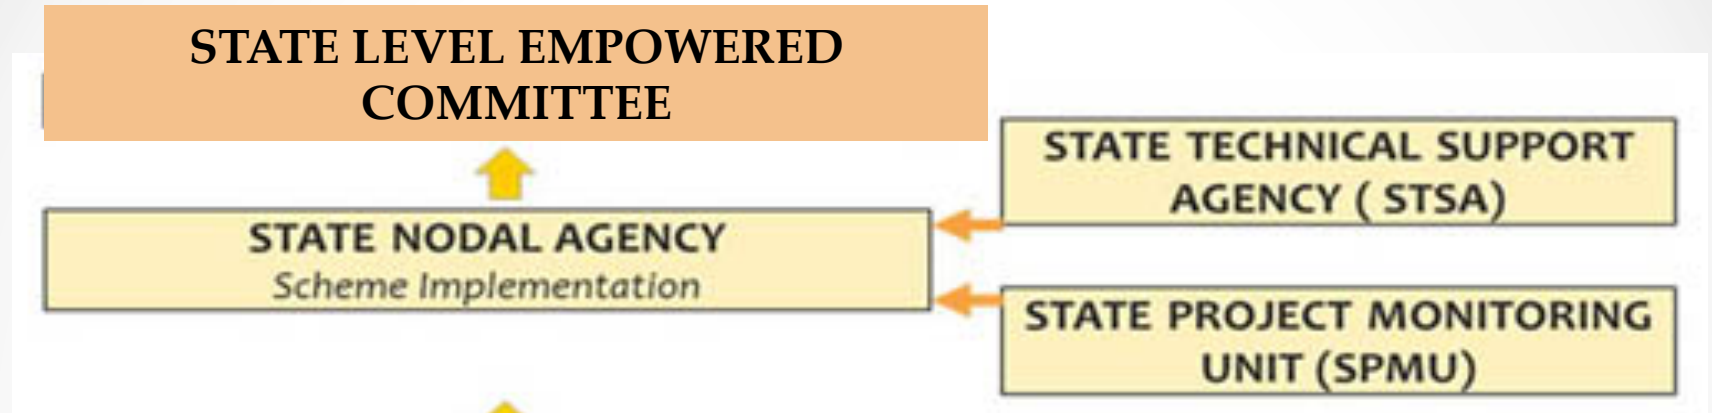 STATE LEVEL EMPOWERED
COMMITTEE
STATE TECHNICAL SUPPORT
AGENCY ( STSA)
STATE NODAL AGENCY
Scheme Implementation
STATE PROJECT MONITORING
UNIT (SPMU)